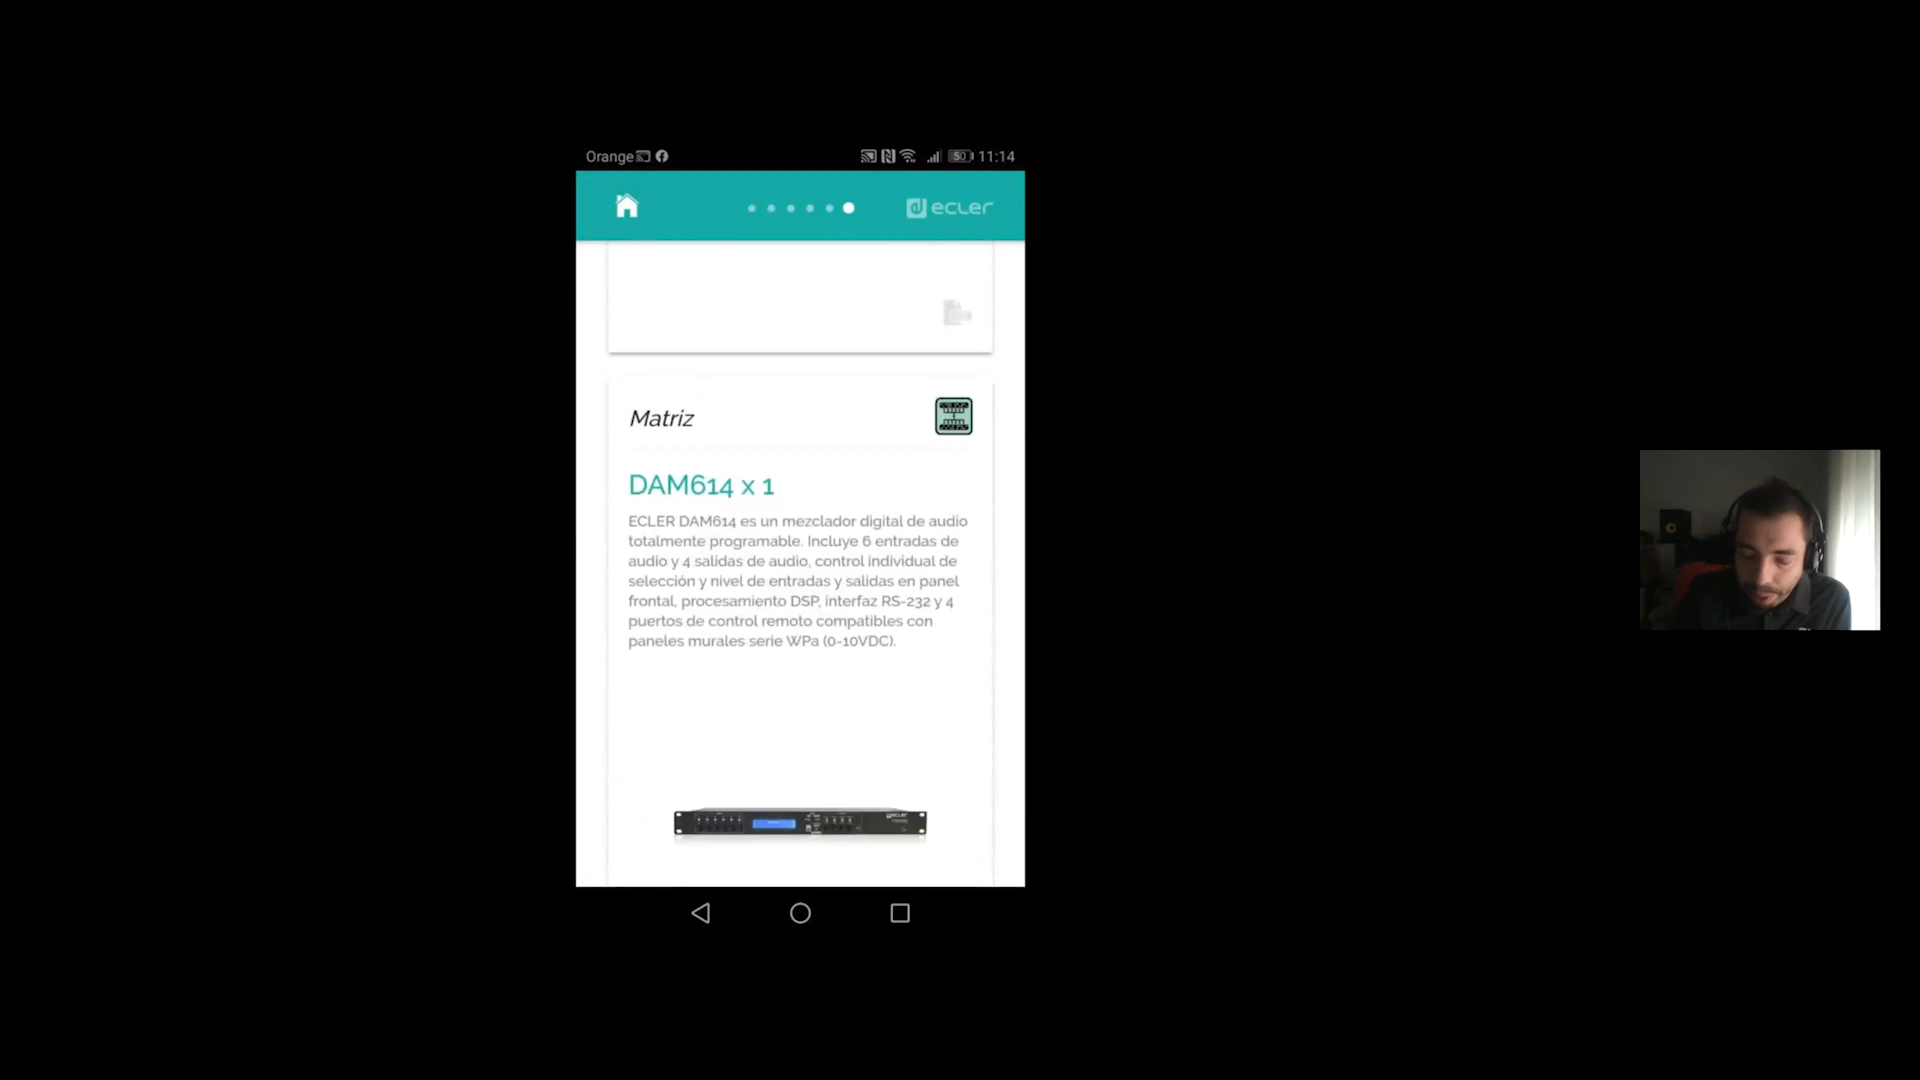 Orange 50 11:14
ecler
Matriz
DAM614 x 1
ECLER DAM614 es un mezclador digital de audio
totalmente programable. Incluye 6 entradas de
audio y 4 salidas de audio, control individual de
selección y nivel de entradas y salidas en panel
frontal, procesamiento DSP, interfaz RS-232 y 4
puertos de control remoto compatibles con
paneles murales serie WPa (0-10VDC).